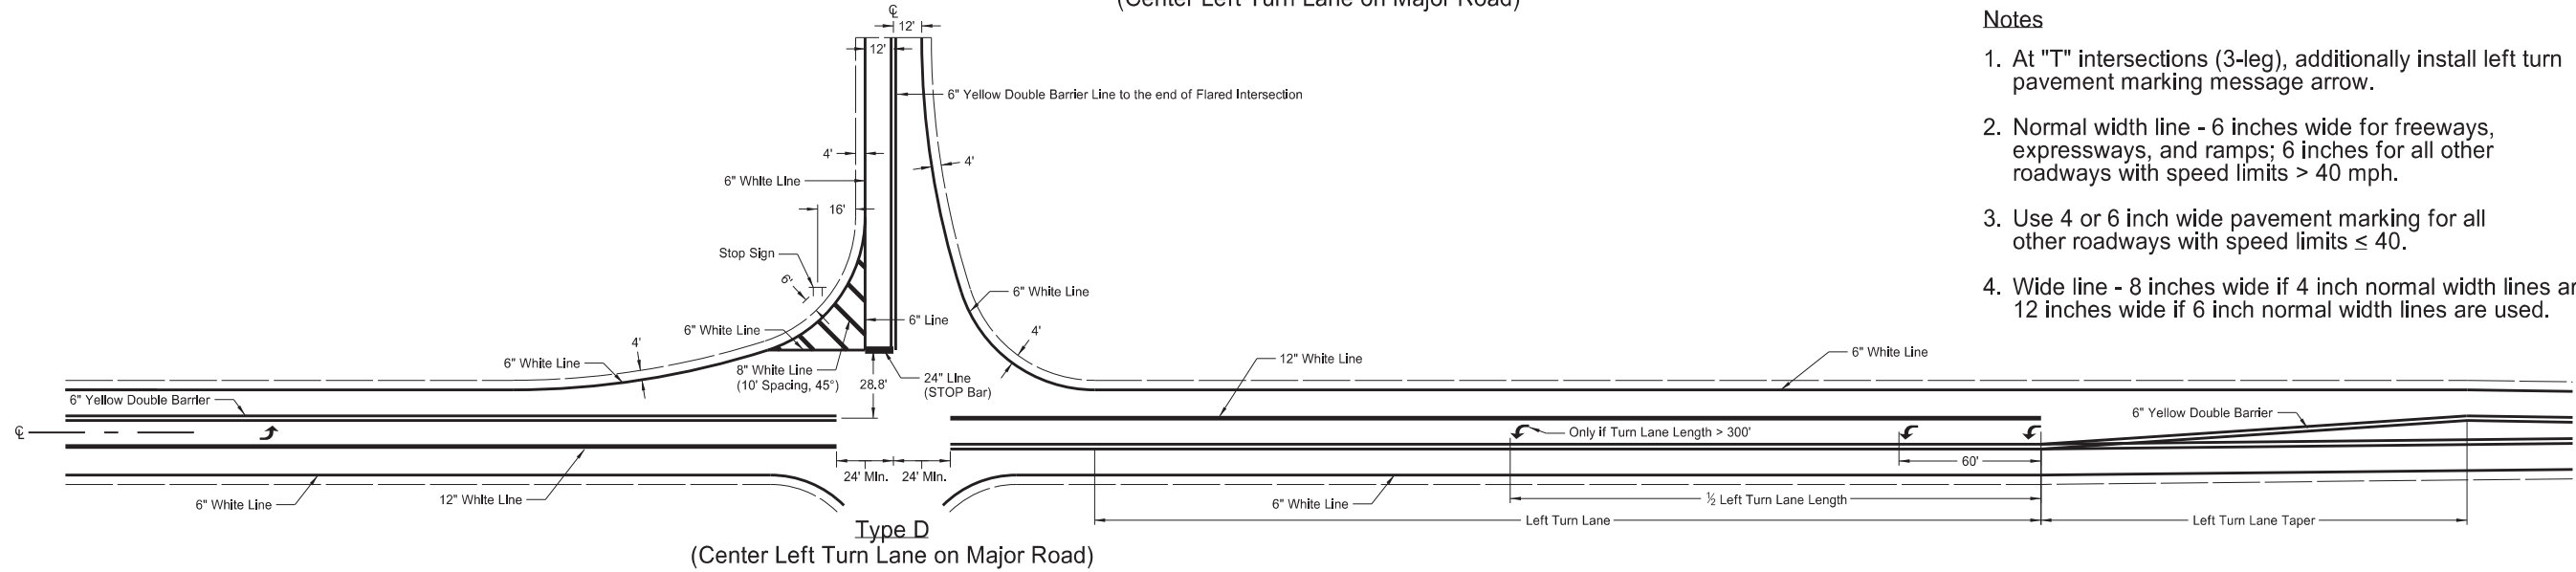 (Center Left Turn Lane on Major Road)
℄
12'
12'
6" Yellow Double Barrier Line to the end of Flared Intersection
4'
4'
6" White Line
16'
Stop Sign
6'
6" White Line
6" Line
6" White Line
4'
4'
6" White Line
8" White Line
(10' Spacing, 45°)
28.8'
24" Line
(STOP Bar)
12" White Line
6" White Line
6" Yellow Double Barrier
6" Yellow Double Barrier
℄
Only if Turn Lane Length > 300'
60'
24' Min.
24' Min.
6" White Line
12" White Line
6" White Line
½ Left Turn Lane Length
Left Turn Lane
Left Turn Lane Taper
Type D
(Center Left Turn Lane on Major Road)
Notes
1. At "T" intersections (3-leg), additionally install left turn
pavement marking message arrow.
2. Normal width line - 6 inches wide for freeways,
expressways, and ramps; 6 inches for all other
roadways with speed limits > 40 mph.
3. Use 4 or 6 inch wide pavement marking for all
other roadways with speed limits ≤ 40.
4. Wide line - 8 inches wide if 4 inch normal width lines
12 inches wide if 6 inch normal width lines are used.